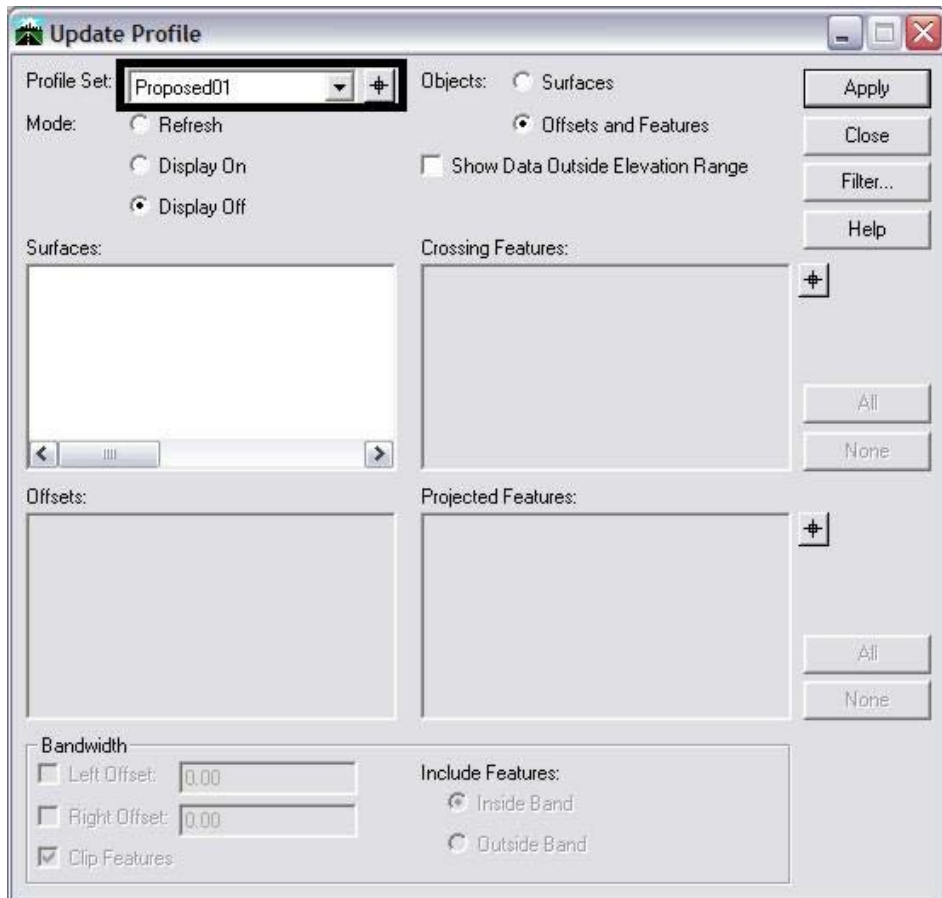 Update Profile
Profile Set:
Proposed01
Mode:
Refresh
Display On
Display Off
Objects:
Surfaces
Offsets and Features
Show Data Outside Elevation Range
Apply
Close
Filter...
Help
Surfaces:
Crossing Features:
All
None
Offsets:
Projected Features:
All
None
Bandwidth
Left Offset:
0.00
Right Offset:
0.00
Clip Features
Include Features:
Inside Band
Outside Band